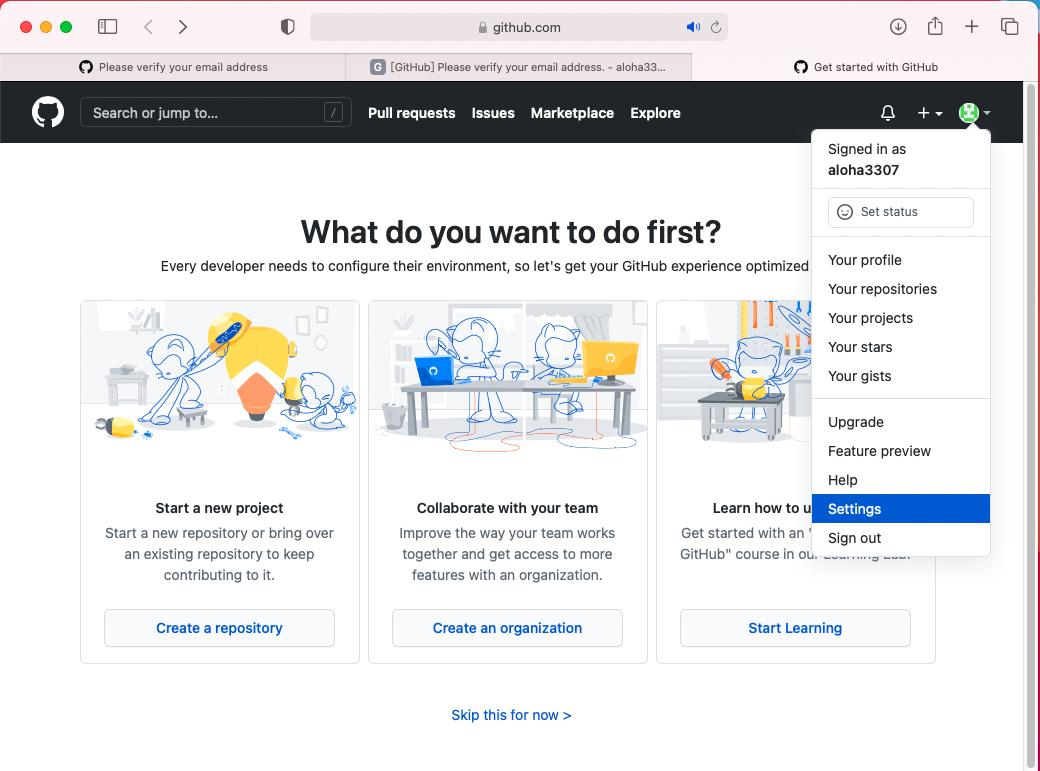 github.com
Please verify your email address
G [GitHub] Please verify your email address. - aloha33...
Get started with GitHub
Search or jump to... /
Pull requests
Issues
Marketplace
Explore
Signed in as
aloha3307
Set status
Your profile
Your repositories
Your projects
Your stars
Your gists
Upgrade
Feature preview
Help
Settings
Sign out
What do you want to do first?
Every developer needs to configure their environment, so let's get your GitHub experience optimized
Start a new project
Start a new repository or bring over
an existing repository to keep
contributing to it.
Create a repository
Collaborate with your team
Improve the way your team works
together and get access to more
features with an organization.
Create an organization
Learn how to
Get started with an
GitHub" course in our Learning Lab.
Start Learning
Skip this for now >